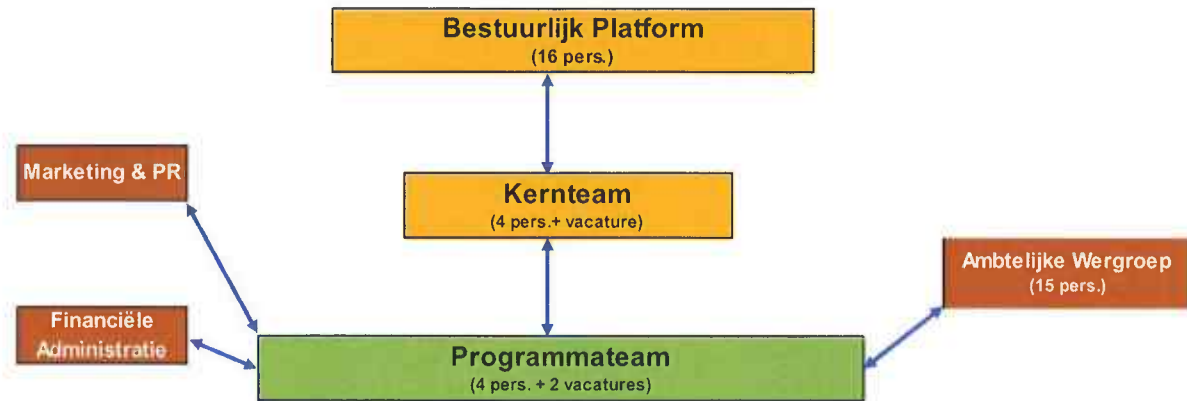 Bestuurlijk Platform
(16 pers.)
Marketing & PR
Kernteam
(4 pers.+ vacature)
Ambtelijke Wergroep
(15 pers.)
Financiële
Administratie
Programmateam
(4 pers. + 2 vacatures)